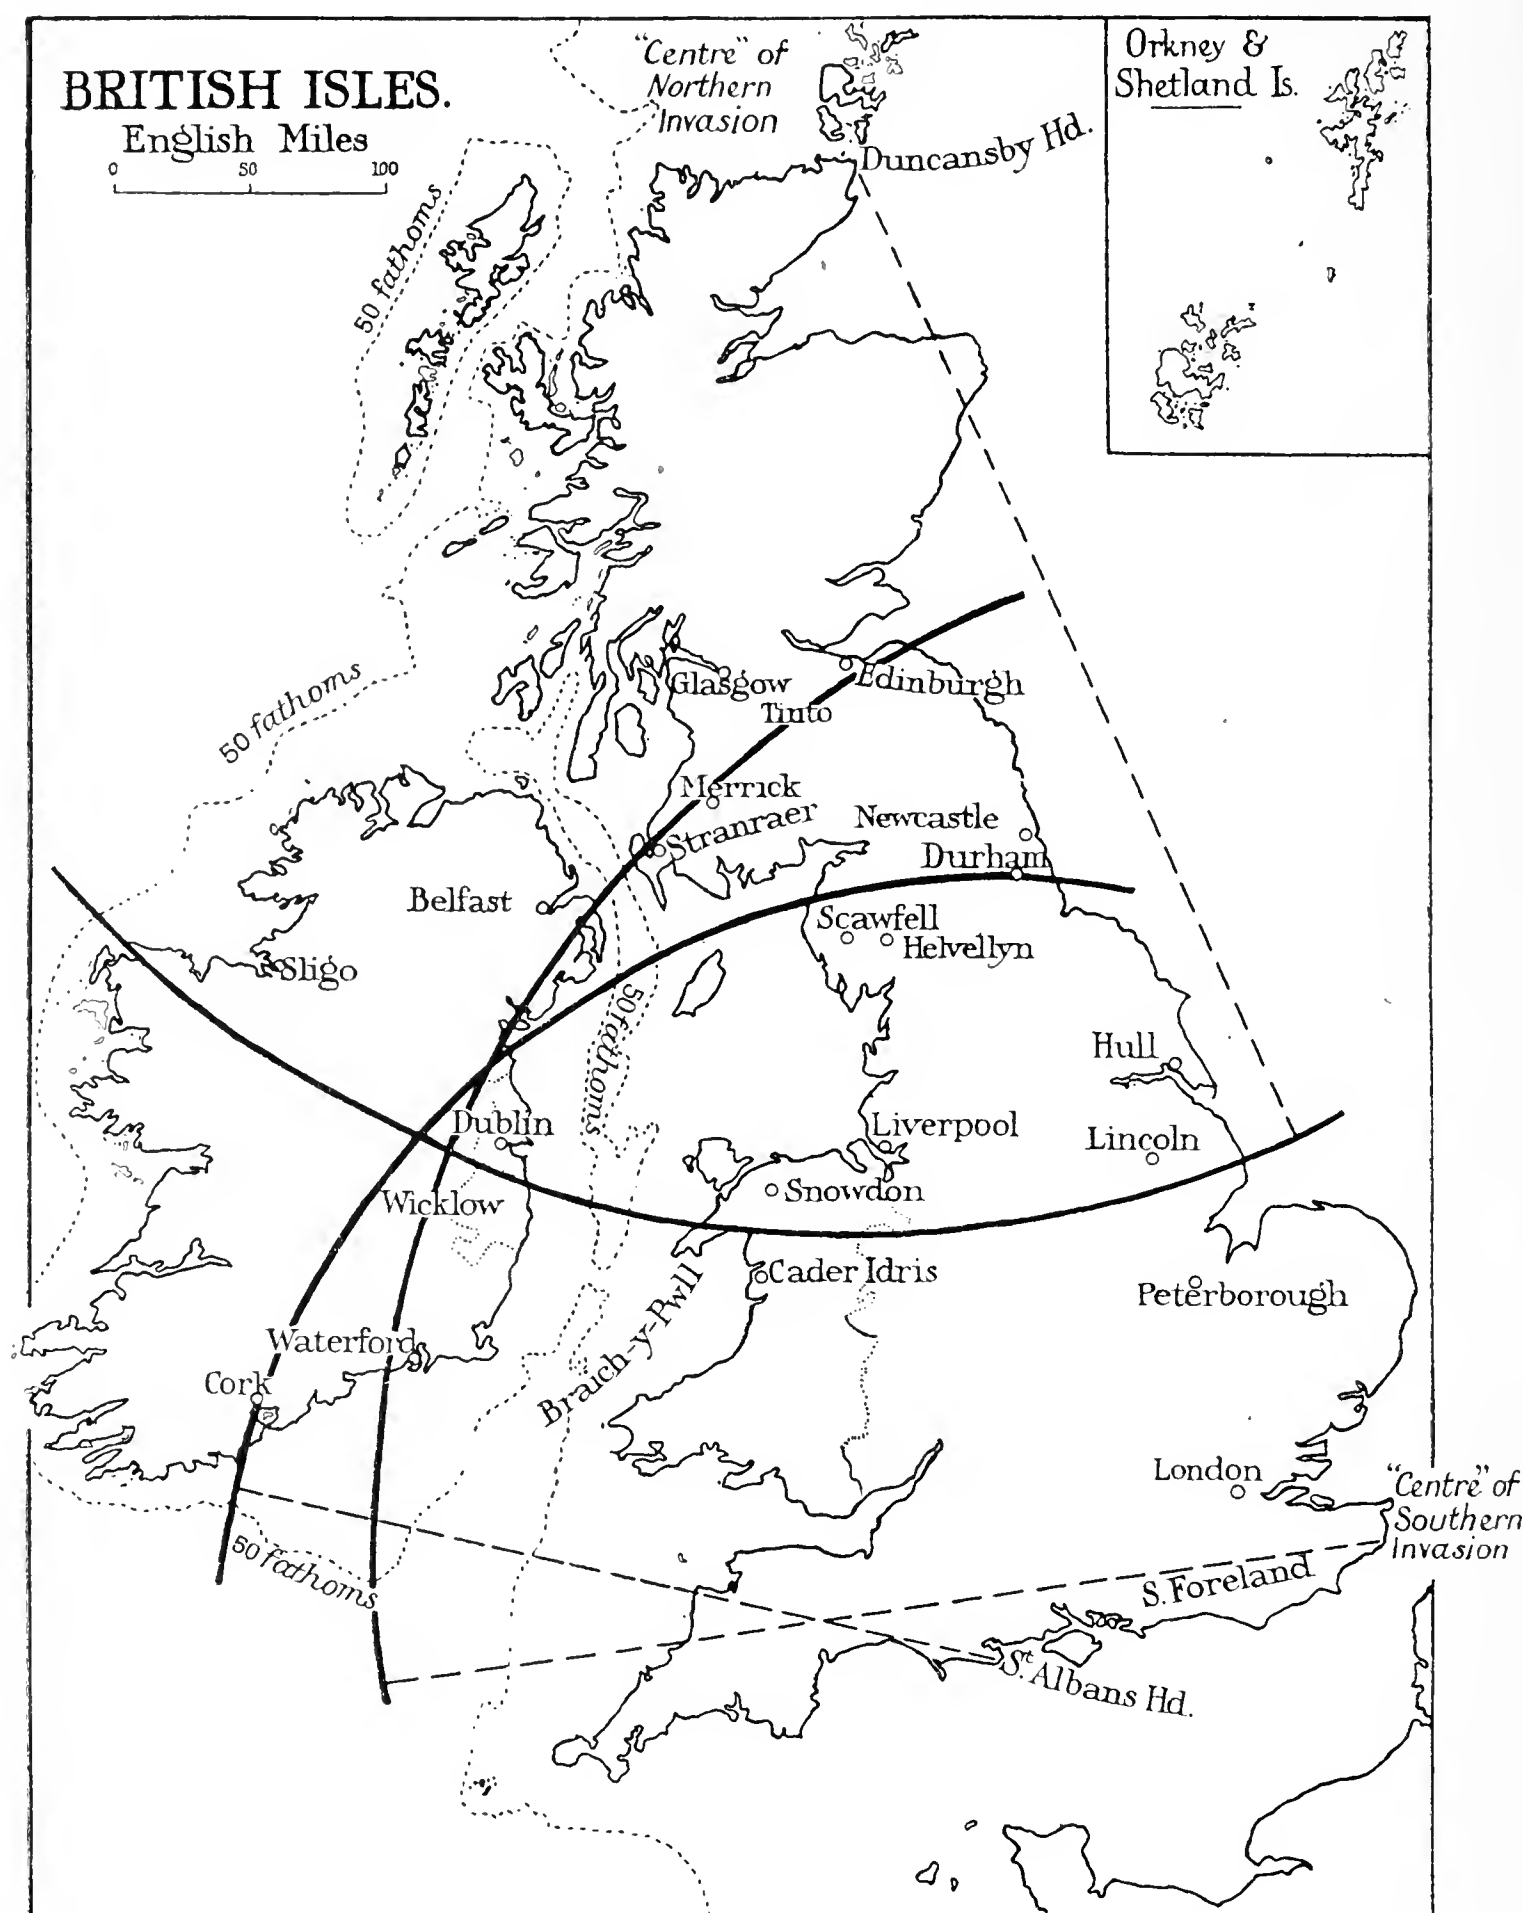 BRITISH ISLES.
English Miles
0 50 100
"Centre" of
Northern
Invasion
Duncansby Hd.
Orkney &
Shetland Is.
50 fathoms
50 fathoms
Glasgow
Edinburgh
Tinto
Merrick
Stranraer
Newcastle
Durham
Belfast
Scawfell
Helvellyn
Sligo
50 fathoms
Hull
Dublin
Liverpool
Lincoln
Wicklow
Snowdon
Cader Idris
Peterborough
Braich-y-Pwll
Waterford
Cork
London
"Centre" of
Southern
Invasion
50 fathoms
S. Foreland
St. Albans Hd.